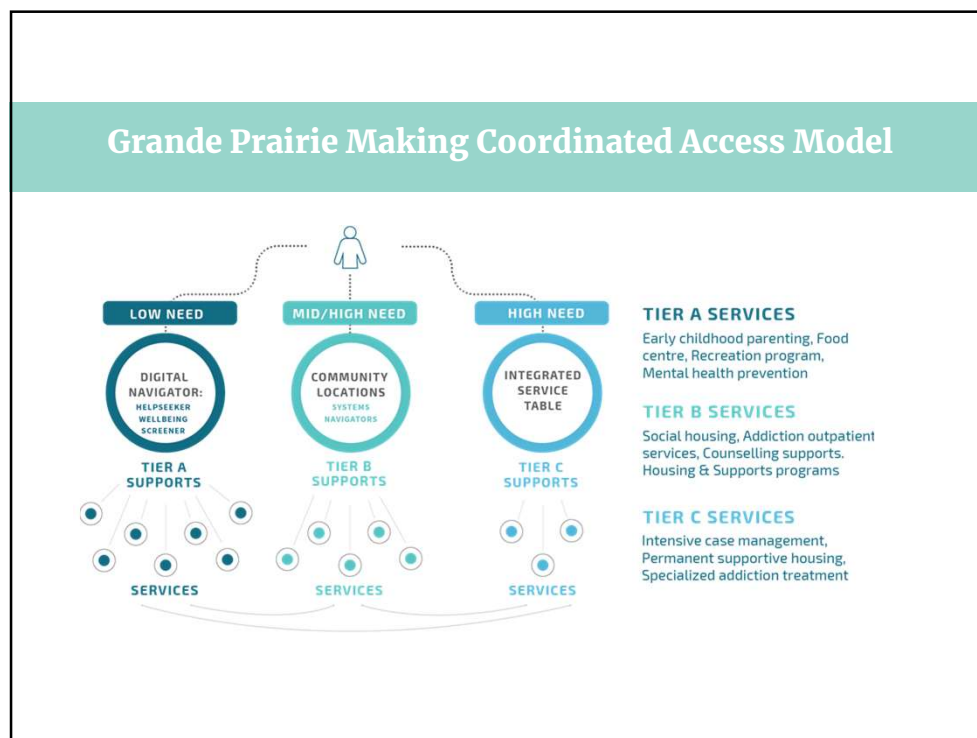 Grande Prairie Making Coordinated Access Model
LOW NEED
DIGITAL
NAVIGATOR:
HELPSEEKER
WELLBEING
SCREENER
TIER A
SUPPORTS
SERVICES
MID/HIGH NEED
COMMUNITY
LOCATIONS
SYSTEMS
NAVIGATORS
TIER B
SUPPORTS
SERVICES
HIGH NEED
INTEGRATED
SERVICE
TABLE
TIER C
SUPPORTS
SERVICES
TIER A SERVICES
Early childhood parenting, Food
centre, Recreation program,
Mental health prevention
TIER B SERVICES
Social housing, Addiction outpatient
services, Counselling supports.
Housing & Supports programs
TIER C SERVICES
Intensive case management,
Permanent supportive housing,
Specialized addiction treatment